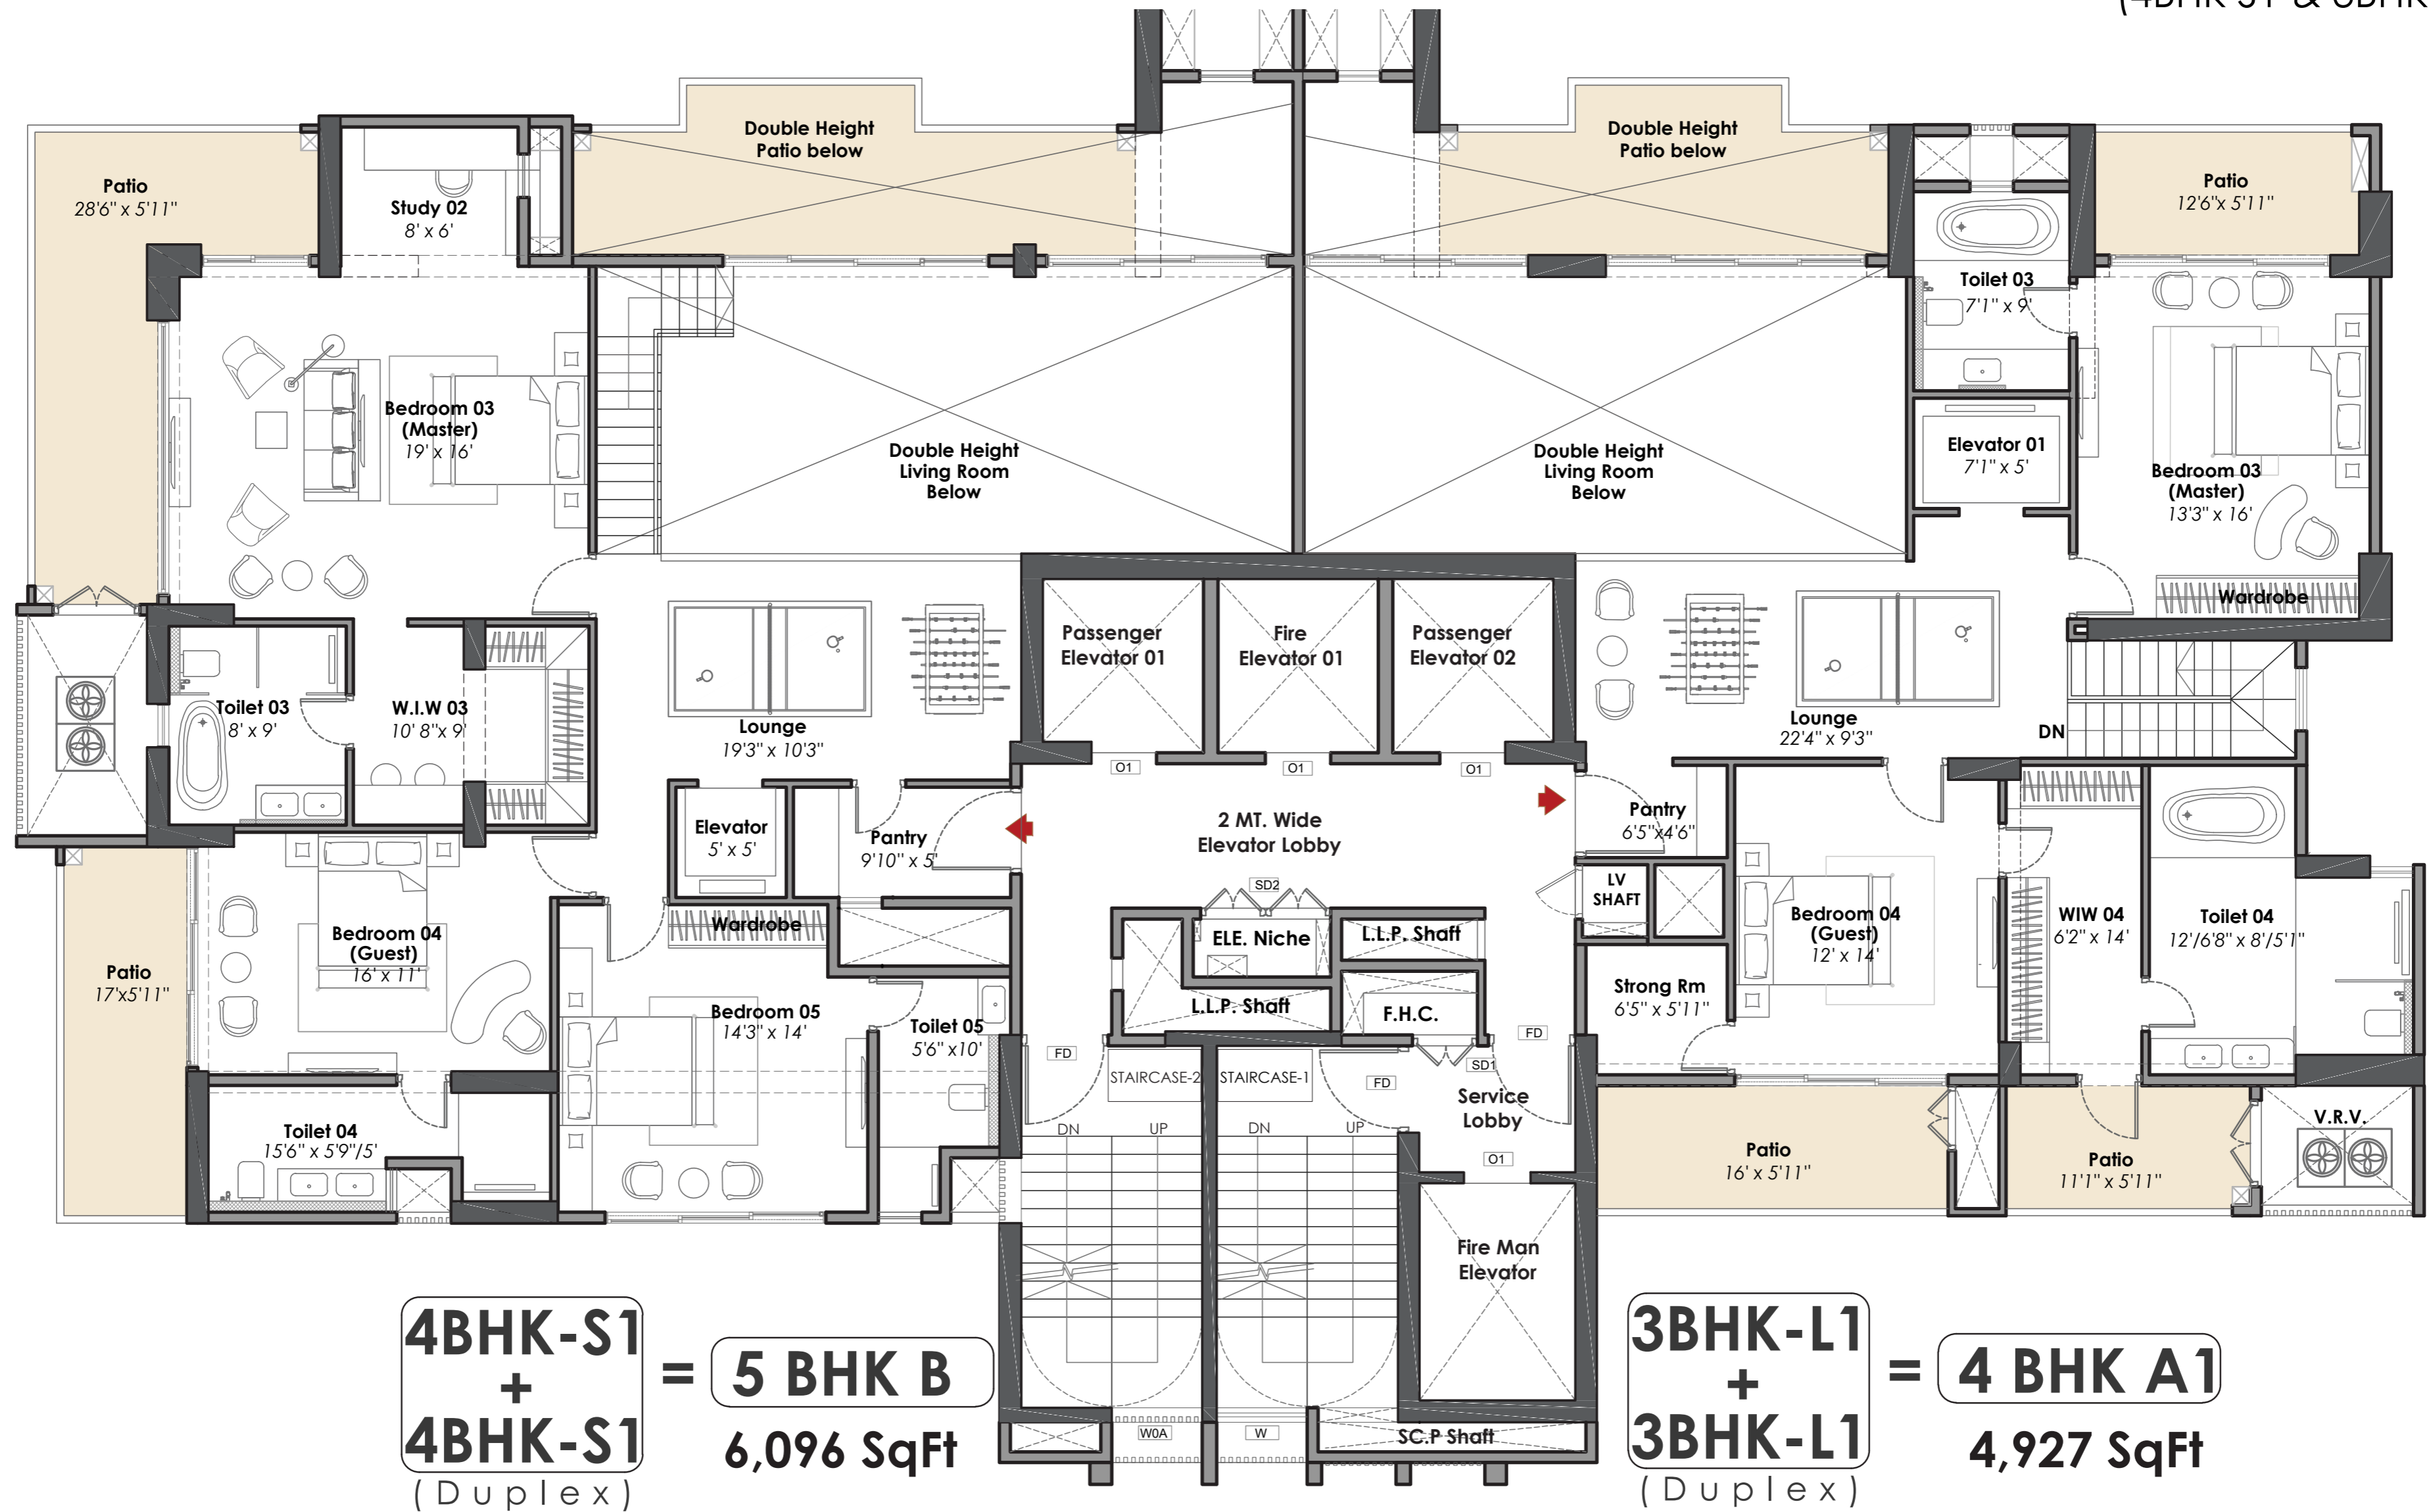 Double Height
Patio below
Double Height
Patio below
Patio
28'6" x 5'11"
Study 02
8' x 6'
Patio
12'6"x 5'11"
Toilet 03
7'1" x 9'
Bedroom 03
(Master)
19' x 16'
Double Height
Living Room
Below
Double Height
Living Room
Below
Elevator 01
7'1" x 5'
Bedroom 03
(Master)
13'3" x 16'
Wardrobe
Passenger
Elevator 01
Fire
Elevator 01
Passenger
Elevator 02
Toilet 03
8' x 9'
W.I.W 03
10' 8"x 9'
Lounge
19'3" x 10'3"
Lounge
22'4" x 9'3"
DN
O1
O1
O1
Elevator
5' x 5'
Pantry
9'10" x 5'
2 MT. Wide
Elevator Lobby
Pantry
6'5"x4'6"
SD2
LV
SHAFT
Wardrobe
ELE. Niche
L.L.P. Shaft
Bedroom 04
(Guest)
16' x 11'
Bedroom 04
(Guest)
12' x 14'
WIW 04
6'2" x 14'
Toilet 04
12'/6'8" x 8'/5'1"
Patio
17'x5'11"
Bedroom 05
14'3" x 14'
Toilet 05
5'6" x10'
L.L.P. Shaft
F.H.C.
Strong Rm
6'5" x 5'11"
FD
FD
STAIRCASE-2
STAIRCASE-1
FD
SD1
Service
Lobby
Toilet 04
15'6" x 5'9"/5'
DN
UP
DN
UP
O1
Patio
16' x 5'11"
Patio
11'1" x 5'11"
V.R.V.
Fire Man
Elevator
W0A
W
SC.P Shaft
4BHK-S1
+
4BHK-S1
(Duplex)
= 5 BHK B
6,096 SqFt
3BHK-L1
+
3BHK-L1
(Duplex)
= 4 BHK A1
4,927 SqFt